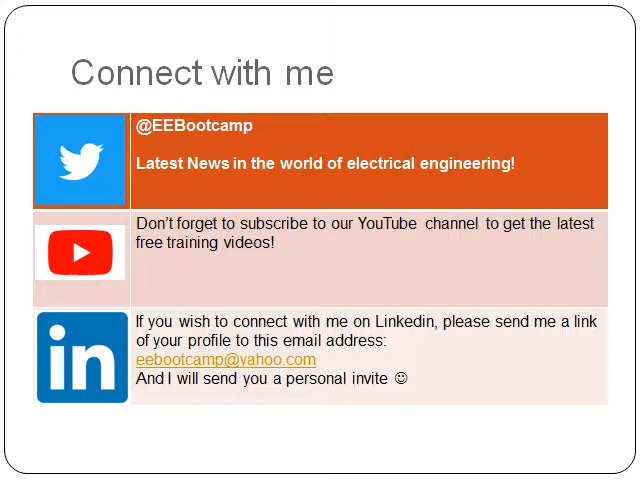 Connect with me
@EEBootcamp
Latest News in the world of electrical engineering!
Don't forget to subscribe to our YouTube channel to get the latest
free training videos!
in
If you wish to connect with me on Linkedin, please send me a link
of your profile to this email address:
eebootcamp@yahoo.com
And I will send you a personal invite ☺